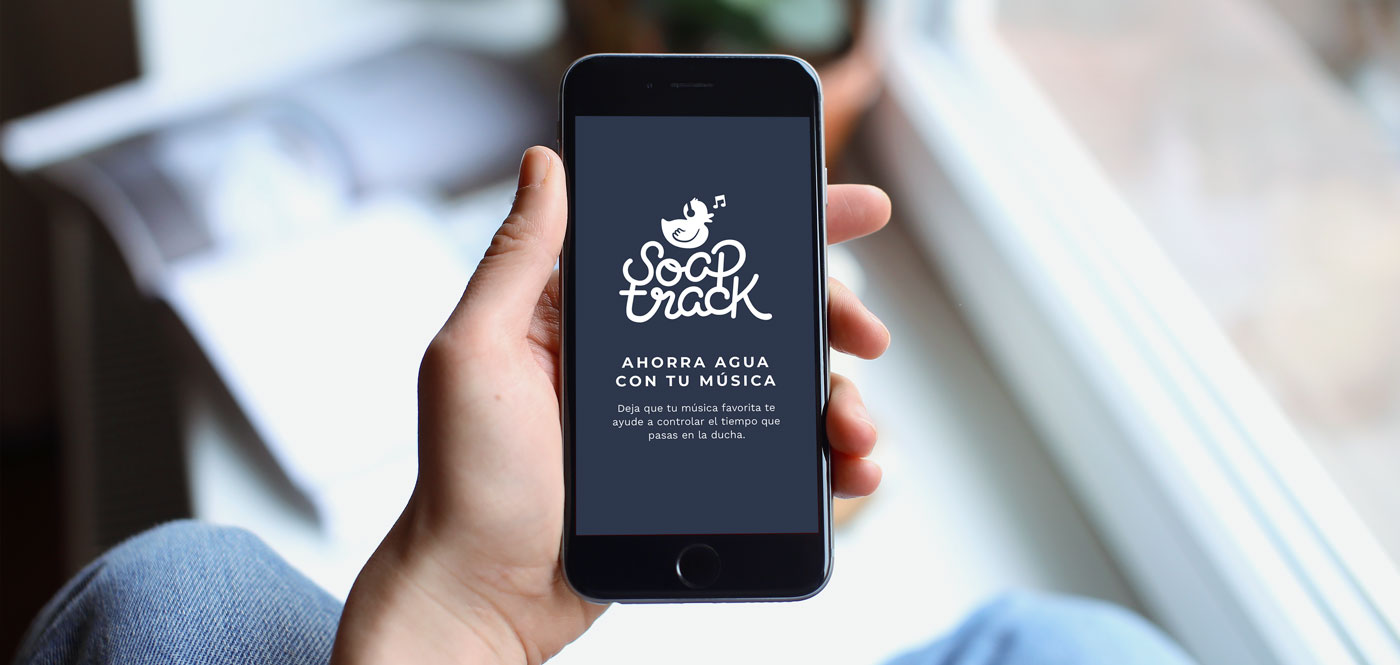 Soap
track
AHORRA AGUA
CON TU MÚSICA
Deja que tu música favorita te
ayude a controlar el tiempo que
pasas en la ducha.